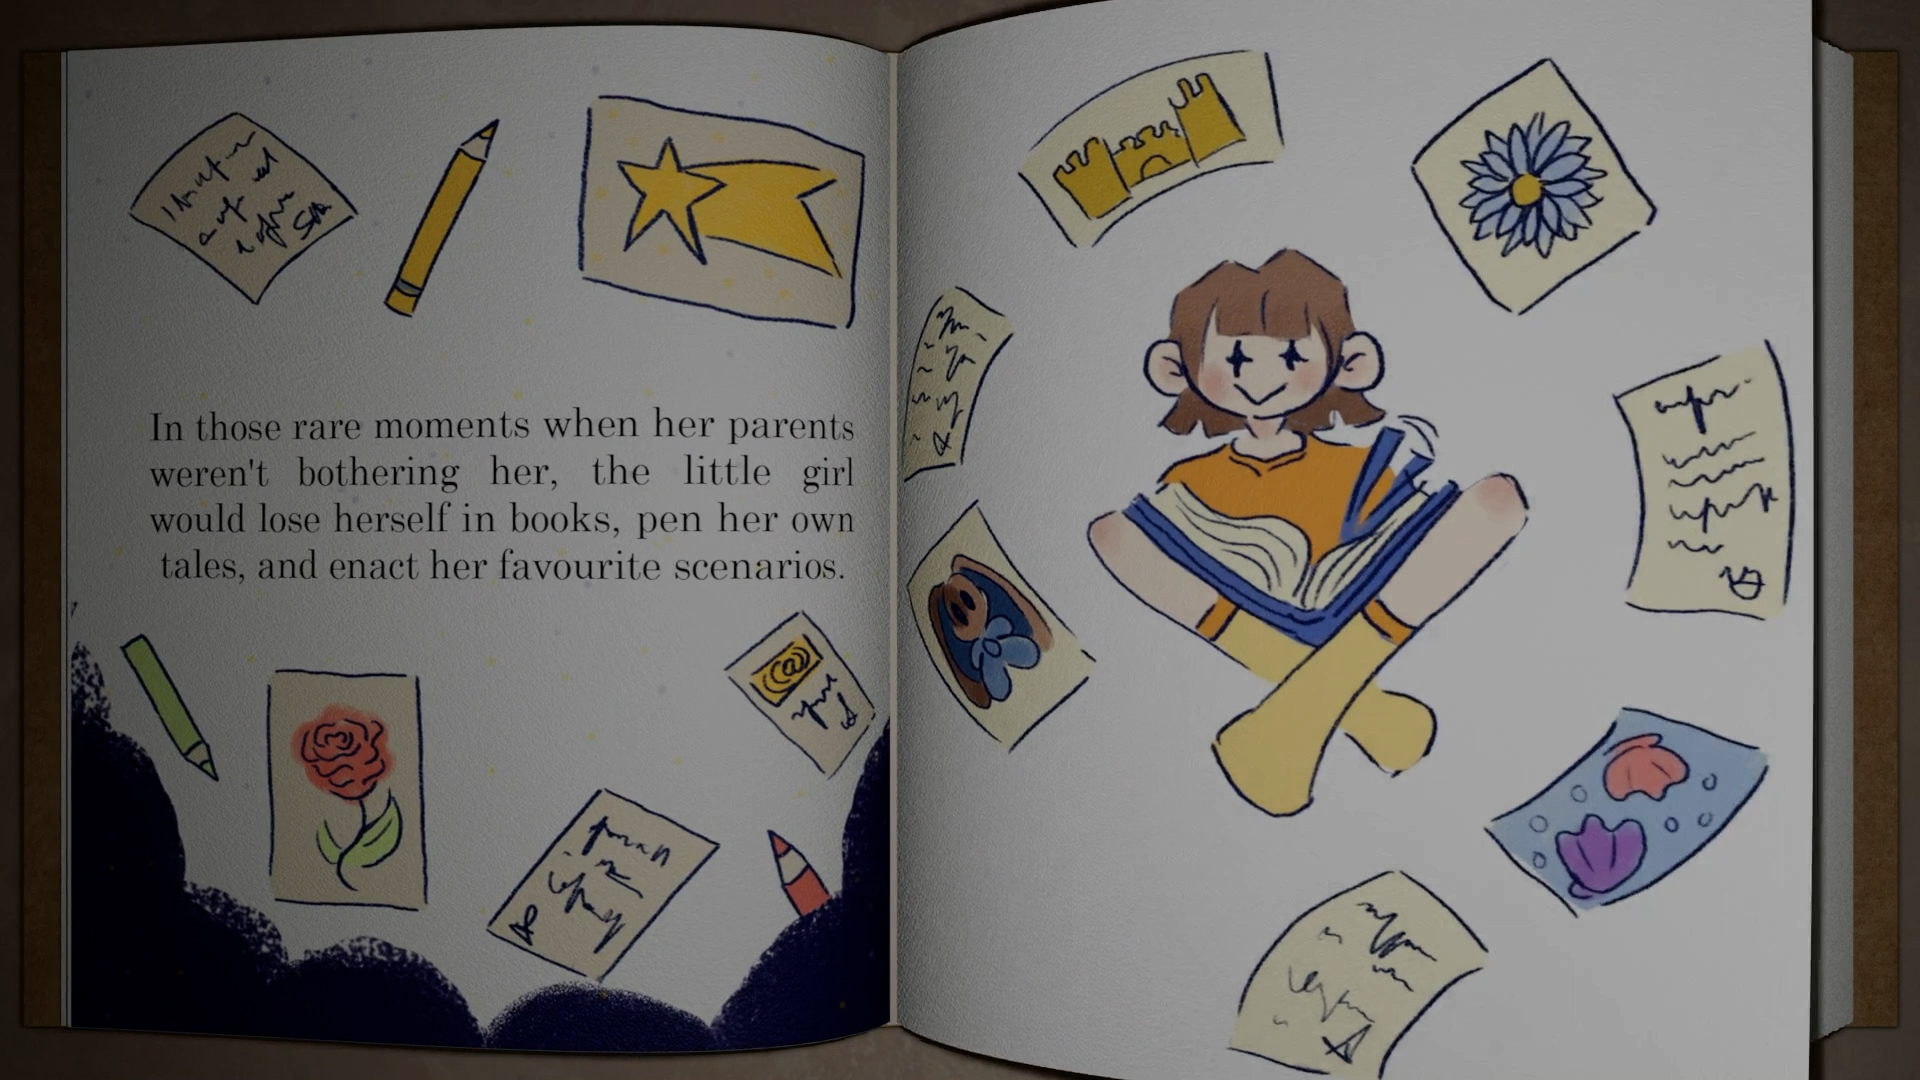 In those rare moments when her parents
weren't bothering her, the little girl
would lose herself in books, pen her own
tales, and enact her favourite scenarios.